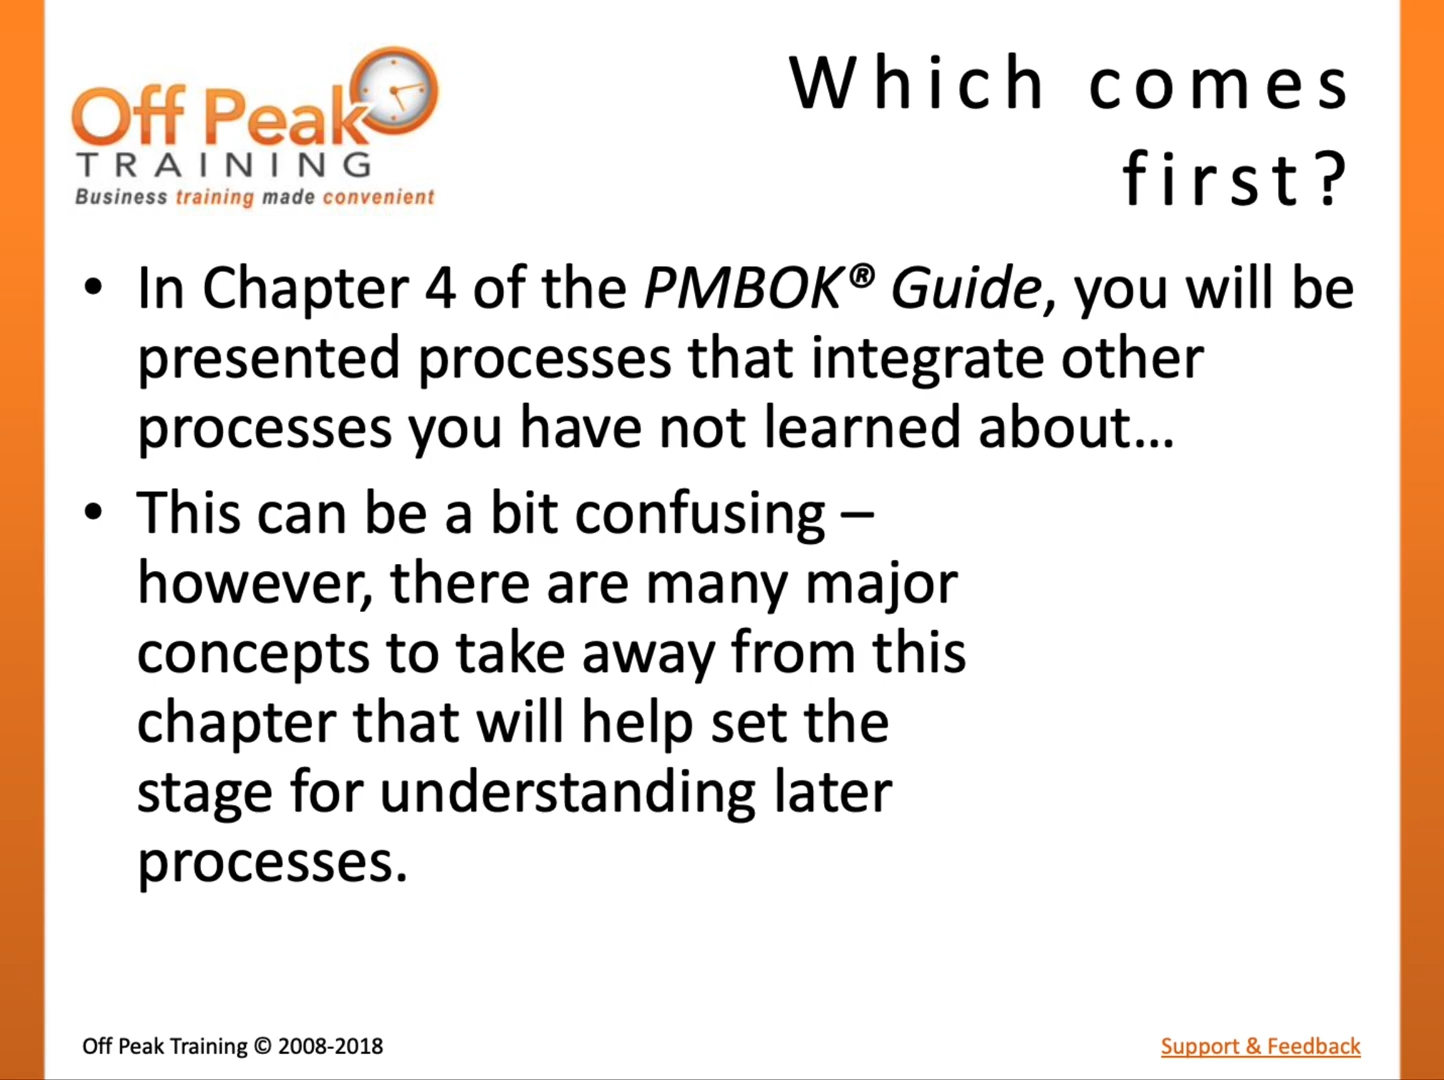 Off Peak
TRAINING
Business training made convenient
Which comes
first?
• In Chapter 4 of the PMBOK® Guide, you will be
presented processes that integrate other
processes you have not learned about...
• This can be a bit confusing –
however, there are many major
concepts to take away from this
chapter that will help set the
stage for understanding later
processes.
Off Peak Training © 2008-2018
Support & Feedback